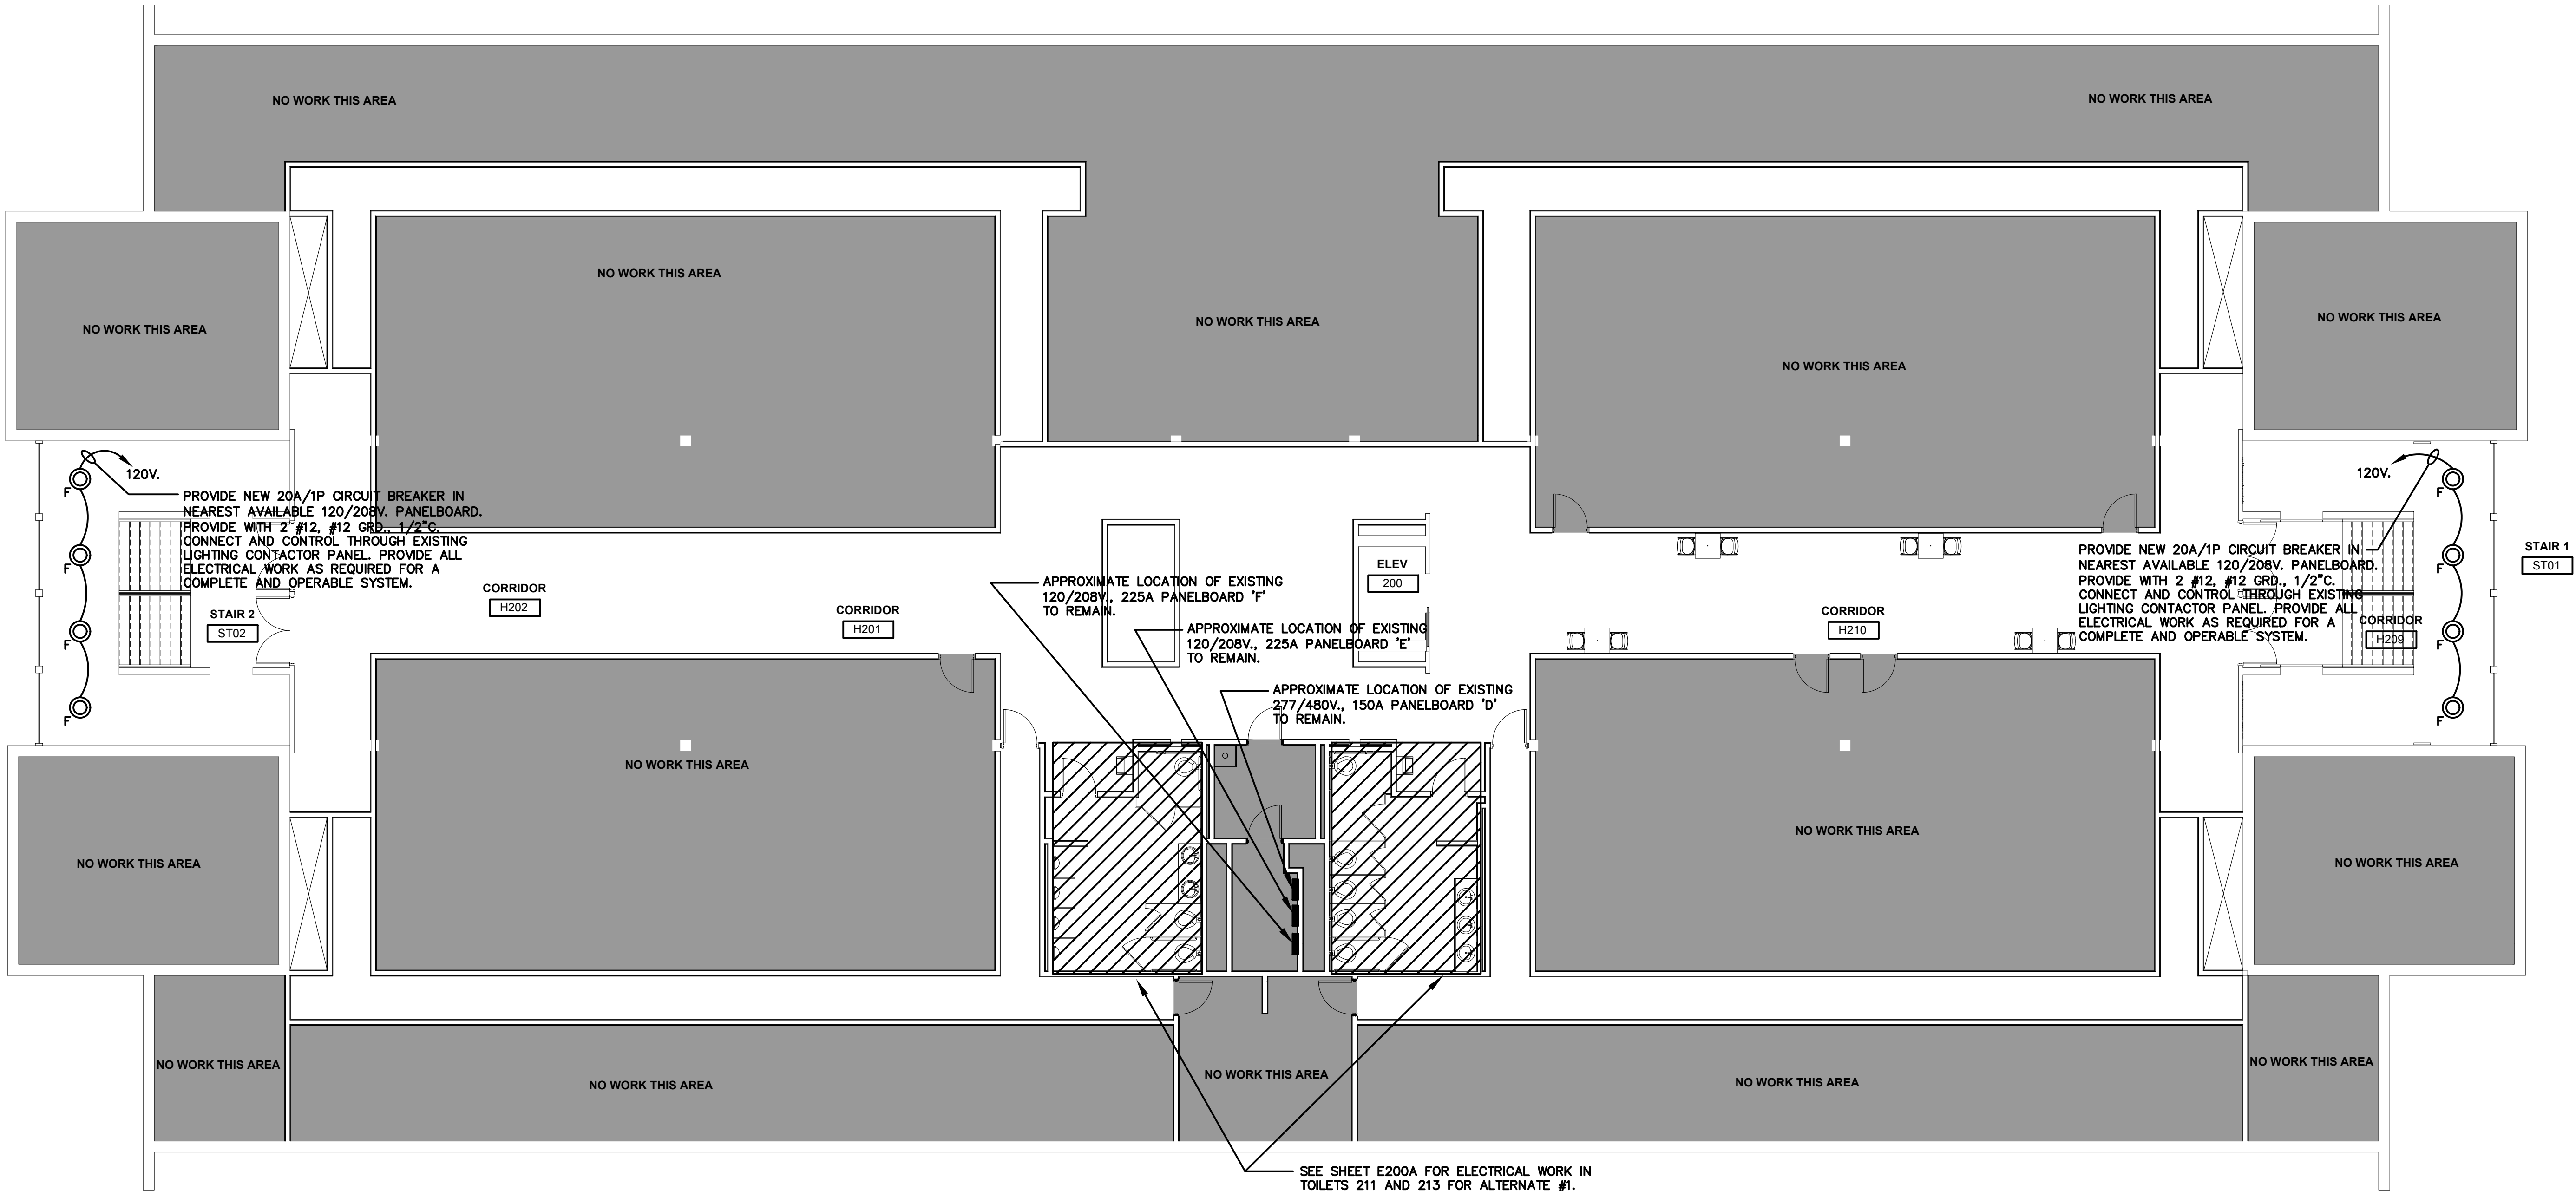 NO WORK THIS AREA
NO WORK THIS AREA
NO WORK THIS AREA
NO WORK THIS AREA
NO WORK THIS AREA
NO WORK THIS AREA
NO WORK THIS AREA
120V.
F
F
F
F
PROVIDE NEW 20A/1P CIRCUIT BREAKER IN
NEAREST AVAILABLE 120/208V. PANELBOARD.
PROVIDE WITH 2 #12, #12 GRD., 1/2"C.
CONNECT AND CONTROL THROUGH EXISTING
LIGHTING CONTACTOR PANEL. PROVIDE ALL
ELECTRICAL WORK AS REQUIRED FOR A
COMPLETE AND OPERABLE SYSTEM.
STAIR 2
ST02
CORRIDOR
H202
CORRIDOR
H201
APPROXIMATE LOCATION OF EXISTING
120/208V., 225A PANELBOARD 'F'
TO REMAIN.
ELEV
200
APPROXIMATE LOCATION OF EXISTING
120/208V., 225A PANELBOARD 'E'
TO REMAIN.
APPROXIMATE LOCATION OF EXISTING
277/480V., 150A PANELBOARD 'D'
TO REMAIN.
CORRIDOR
H210
120V.
F
F
F
F
PROVIDE NEW 20A/1P CIRCUIT BREAKER IN
NEAREST AVAILABLE 120/208V. PANELBOARD.
PROVIDE WITH 2 #12, #12 GRD., 1/2"C.
CONNECT AND CONTROL THROUGH EXISTING
LIGHTING CONTACTOR PANEL. PROVIDE ALL
ELECTRICAL WORK AS REQUIRED FOR A
COMPLETE AND OPERABLE SYSTEM.
CORRIDOR
H209
STAIR 1
ST01
NO WORK THIS AREA
NO WORK THIS AREA
NO WORK THIS AREA
NO WORK THIS AREA
NO WORK THIS AREA
NO WORK THIS AREA
NO WORK THIS AREA
NO WORK THIS AREA
NO WORK THIS AREA
SEE SHEET E200A FOR ELECTRICAL WORK IN
TOILETS 211 AND 213 FOR ALTERNATE #1.